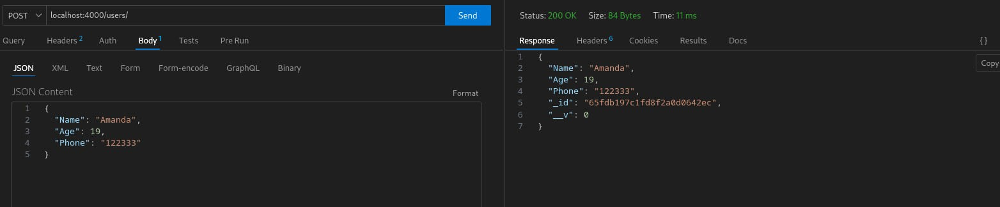 POST localhost:4000/users/ Send
Query Headers 2 Auth Body 1 Tests Pre Run
JSON XML Text Form Form-encode GraphQL Binary
JSON Content Format
1 {
2 "Name": "Amanda",
3 "Age": 19,
4 "Phone": "122333"
5 }
Status: 200 OK Size: 84 Bytes Time: 11 ms
Response Headers 6 Cookies Results Docs {}
Copy
1 {
2 "Name": "Amanda",
3 "Age": 19,
4 "Phone": "122333",
5 "_id": "65fdb197c1fd8f2a0d0642ec",
6 "__v": 0
7 }